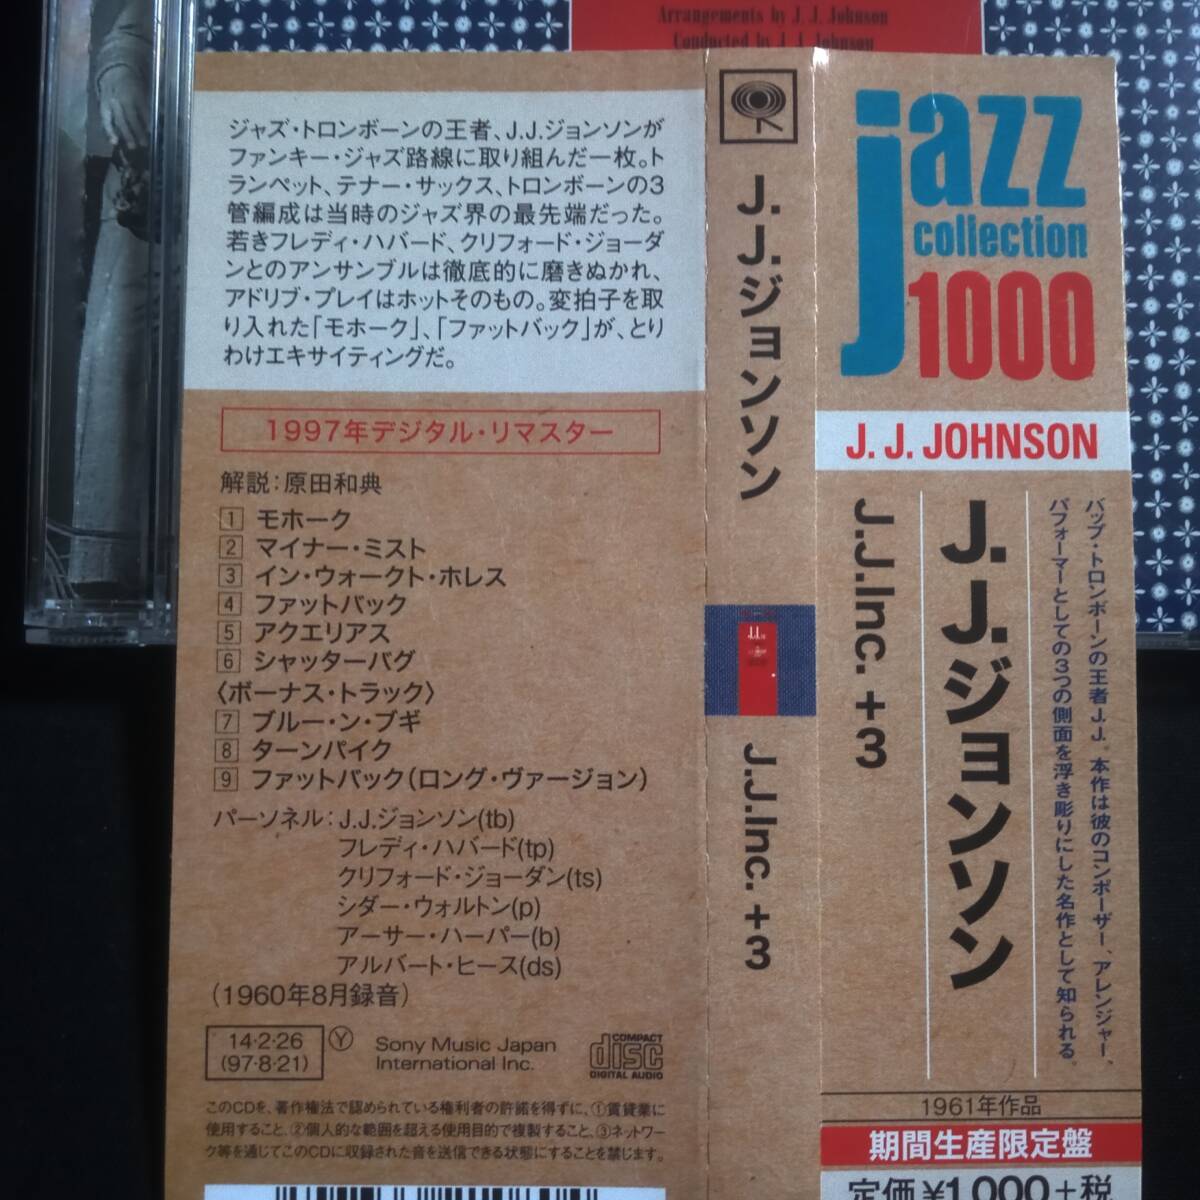 Arrangements by J. J. Johnson
Conducted by J. J. Johnson
ジャズ・トロンボーンの王者、J.J.ジョンソンが
ファンキー・ジャズ路線に取り組んだ一枚。ト
ランペット、テナー・サックス、トロンボーンの3
管編成は当時のジャズ界の最先端だった。
若きフレディ・ハバード、クリフォード・ジョーダ
ンとのアンサンブルは徹底的に磨きぬかれ、
アドリブ・プレイはホットそのもの。変拍子を取
り入れた「モホーク」、「ファットバック」が、とり
わけエキサイティングだ。
1997年デジタル・リマスター
解説：原田和典
1 モホーク
2 マイナー・ミスト
3 イン・ウォークト・ホレス
4 ファットバック
5 アクエリアス
6 シャッターバグ
〈ボーナス・トラック〉
7 ブルー・ン・ブギ
8 ターンパイク
9 ファットバック(ロング・ヴァージョン)
パーソネル：J.J.ジョンソン(tb)
フレディ・ハバード(tp)
クリフォード・ジョーダン(ts)
シダー・ウォルトン(p)
アーサー・ハーパー(b)
アルバート・ヒース(ds)
(1960年8月録音)
14・2・26
(97・8・21)
Ⓨ
Sony Music Japan
International Inc.
COMPACT
disc
DIGITAL AUDIO
このCDを、著作権法で認められている権利者の許諾を得ずに、①賃貸業に
使用すること、②個人的な範囲を超える使用目的で複製すること、③ネットワー
ク等を通じてこのCDに収録された音を送信できる状態にすることを禁じます。
J.J.ジョンソン
J.J.Inc. +3
jazz
collection
1000
J. J. JOHNSON
バップ・トロンボーンの王者J.J.。本作は彼のコンポーザー、アレンジャー、
パフォーマーとしての3つの側面を浮き彫りにした名作として知られる。
J.J.ジョンソン
J.J.Inc. +3
1961年作品
期間生産限定盤
定価¥1,000+税